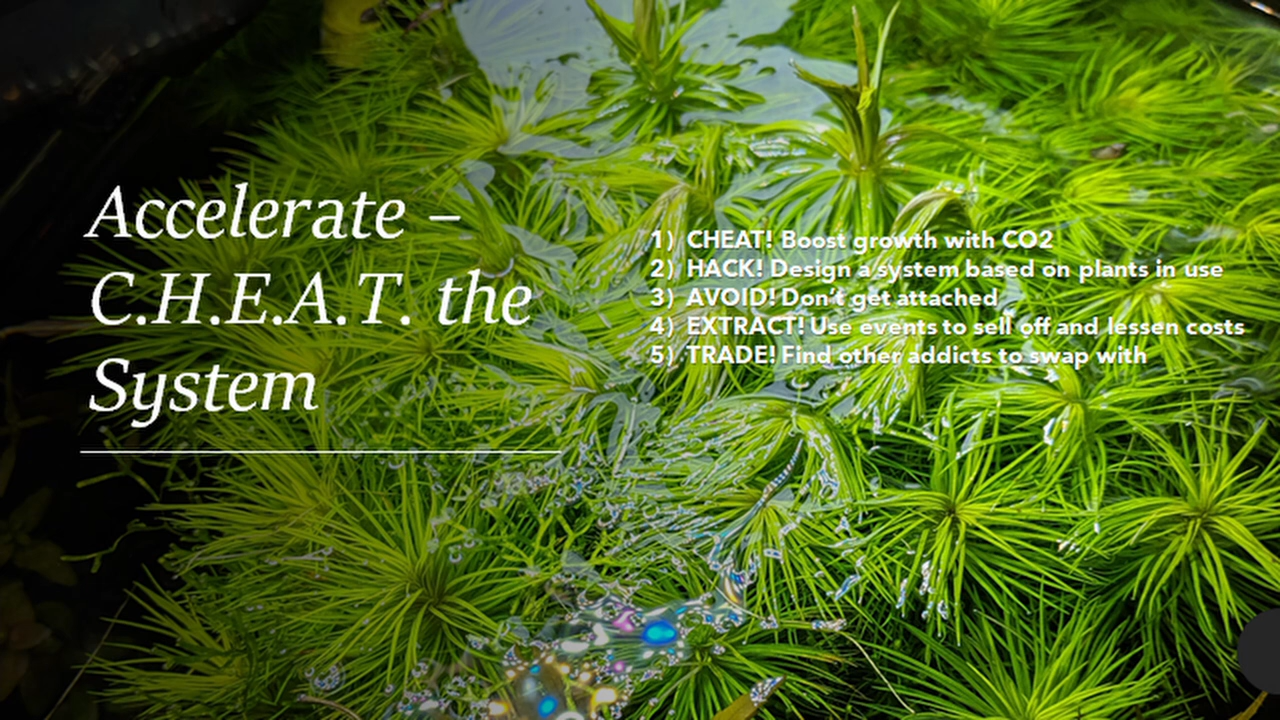 Accelerate –
C.H.E.A.T. the
System
1) CHEAT! Boost growth with CO2
2) HACK! Design a system based on plants in use
3) AVOID! Don't get attached
4) EXTRACT! Use events to sell off and lessen costs
5) TRADE! Find other addicts to swap with